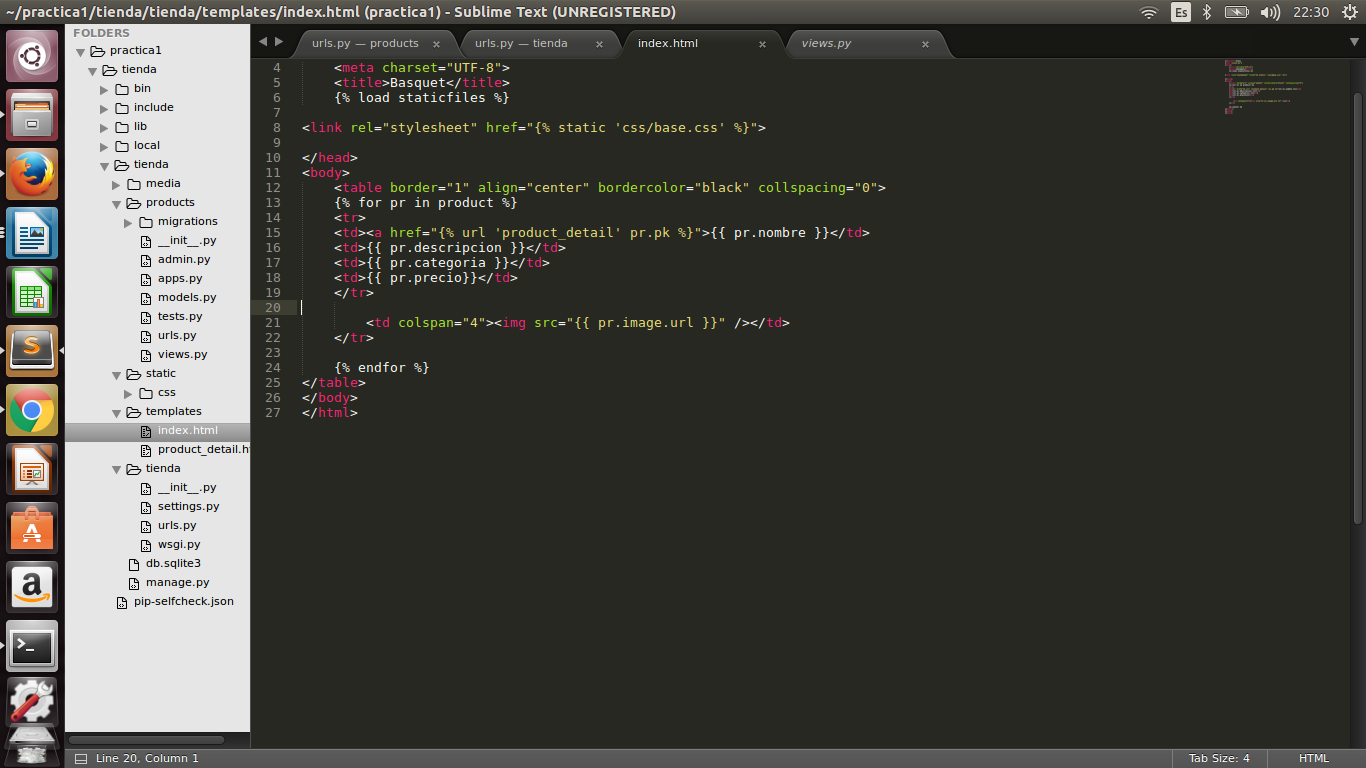 ~/practica1/tienda/tienda/templates/index.html (practica1) - Sublime Text (UNREGISTERED)
Es
22:30
FOLDERS
practica1
tienda
bin
include
lib
local
tienda
media
products
migrations
__init__.py
admin.py
apps.py
models.py
tests.py
urls.py
views.py
static
css
templates
index.html
product_detail.h
tienda
__init__.py
settings.py
urls.py
wsgi.py
db.sqlite3
manage.py
pip-selfcheck.json
urls.py — products ×
urls.py — tienda ×
index.html ×
views.py ×
4 <meta charset="UTF-8">
5 <title>Basquet</title>
6 {% load staticfiles %}
7
8 <link rel="stylesheet" href="{% static 'css/base.css' %}">
9
10 </head>
11 <body>
12 <table border="1" align="center" bordercolor="black" collspacing="0">
13 {% for pr in product %}
14 <tr>
15 <td><a href="{% url 'product_detail' pr.pk %}">{{ pr.nombre }}</td>
16 <td>{{ pr.descripcion }}</td>
17 <td>{{ pr.categoria }}</td>
18 <td>{{ pr.precio}}</td>
19 </tr>
20
21 <td colspan="4"><img src="{{ pr.image.url }}" /></td>
22 </tr>
23
24 {% endfor %}
25 </table>
26 </body>
27 </html>
Line 20, Column 1
Tab Size: 4
HTML